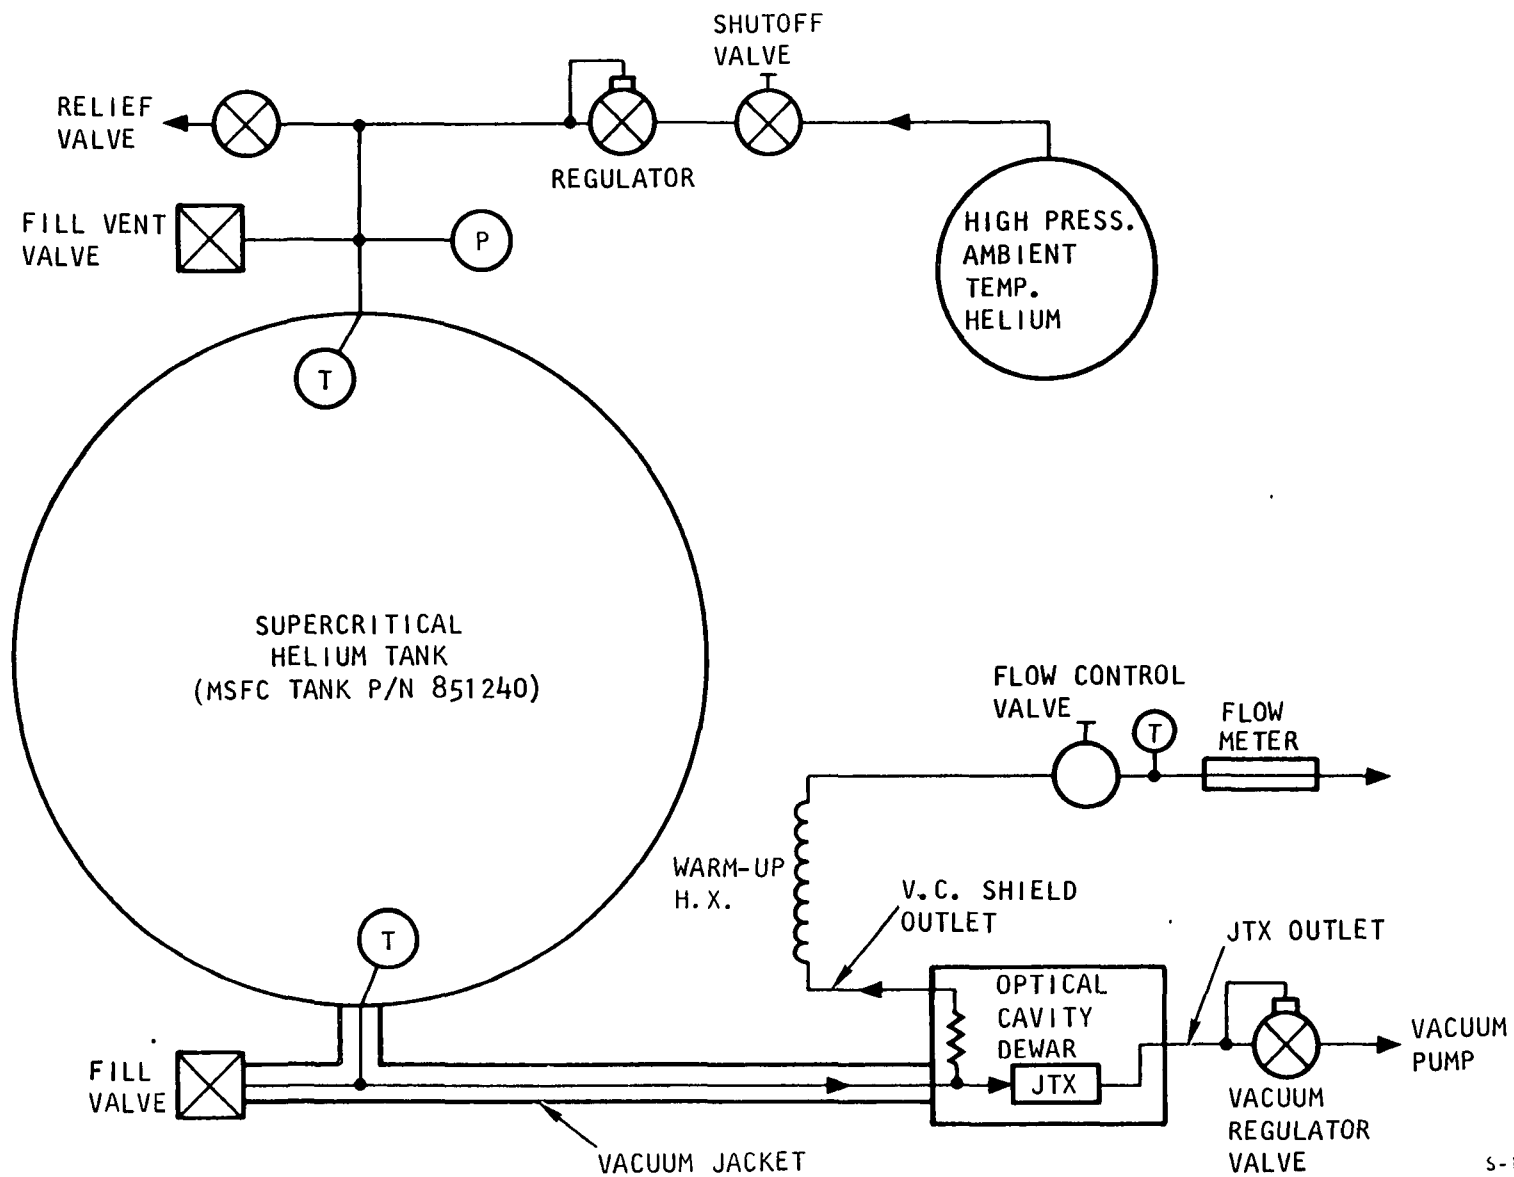 SHUTOFF
VALVE
RELIEF
VALVE
REGULATOR
FILL VENT
VALVE
P
HIGH PRESS.
AMBIENT
TEMP.
HELIUM
T
SUPERCRITICAL
HELIUM TANK
(MSFC TANK P/N 851240)
FLOW CONTROL
VALVE
T
FLOW
METER
WARM-UP
H.X.
V.C. SHIELD
OUTLET
T
JTX OUTLET
OPTICAL
CAVITY
DEWAR
JTX
VACUUM
PUMP
FILL
VALVE
VACUUM
REGULATOR
VALVE
VACUUM JACKET